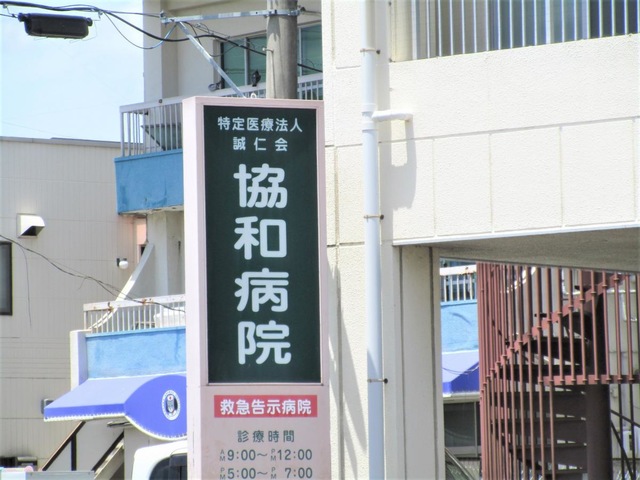 特定医療法人
誠仁会
協和病院
救急告示病院
診療時間
AM 9:00〜PM 12:00
PM 5:00〜PM 7:00